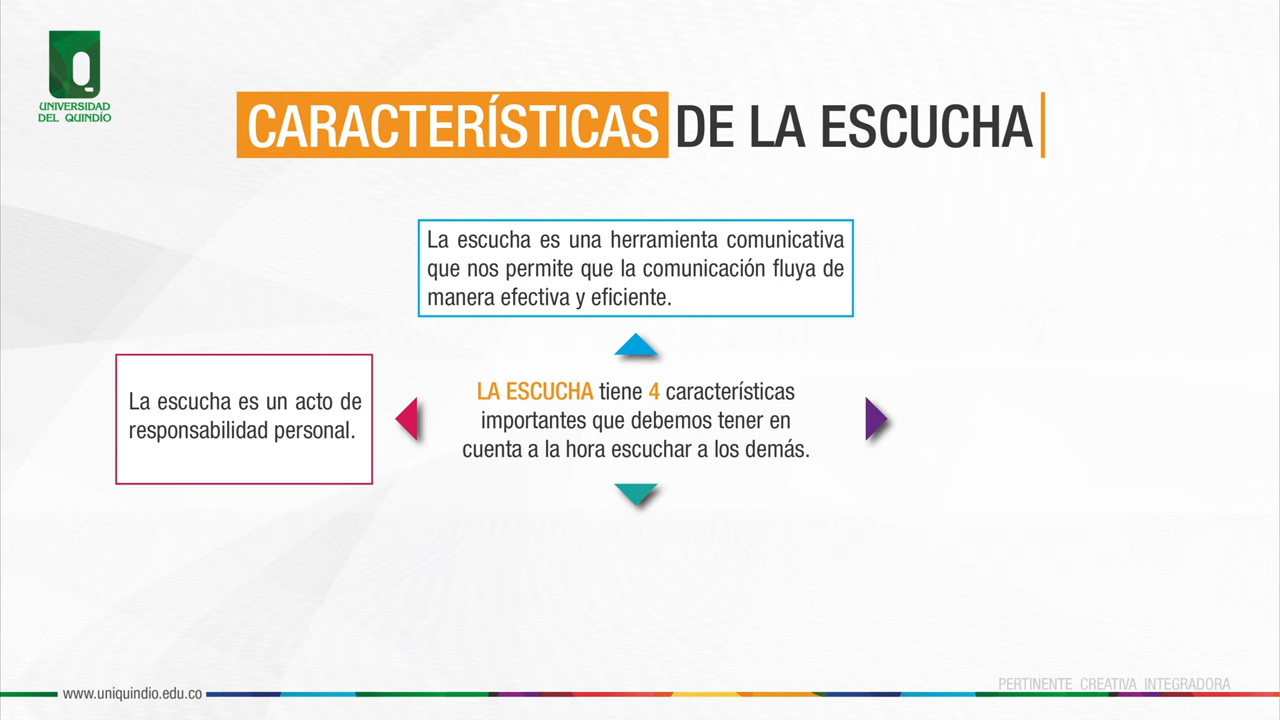 UNIVERSIDAD
DEL QUINDÍO
CARACTERÍSTICAS DE LA ESCUCHA
La escucha es una herramienta comunicativa
que nos permite que la comunicación fluya de
manera efectiva y eficiente.
La escucha es un acto de
responsabilidad personal.
LA ESCUCHA tiene 4 características
importantes que debemos tener en
cuenta a la hora escuchar a los demás.
www.uniquindio.edu.co
PERTINENTE CREATIVA INTEGRADORA